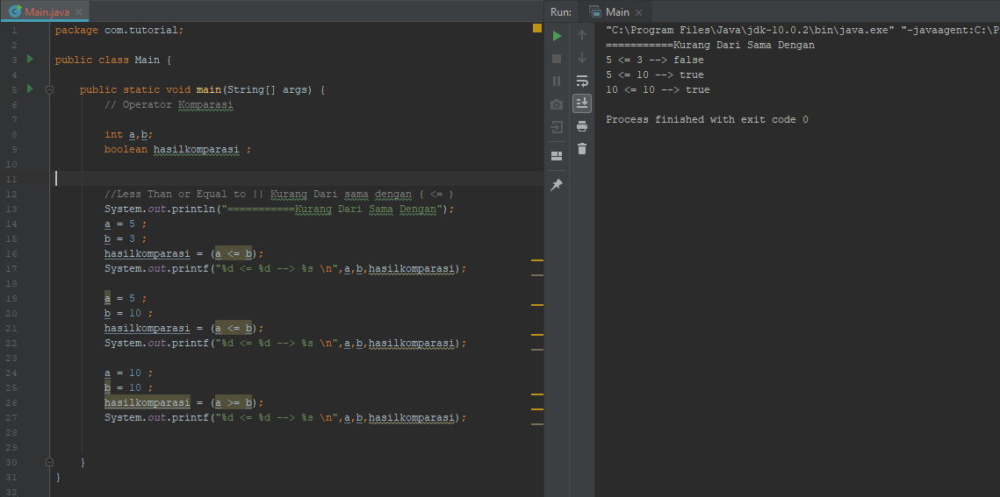 Main.java
1 package com.tutorial;
2
3 public class Main {
4
5 public static void main(String[] args) {
6 // Operator Komparasi
7
8 int a,b;
9 boolean hasilkomparasi ;
10
11
12 //Less Than or Equal to || Kurang Dari sama dengan ( <= )
13 System.out.println("===========Kurang Dari Sama Dengan");
14 a = 5 ;
15 b = 3 ;
16 hasilkomparasi = (a <= b);
17 System.out.printf("%d <= %d --> %s \n",a,b,hasilkomparasi);
18
19 a = 5 ;
20 b = 10 ;
21 hasilkomparasi = (a <= b);
22 System.out.printf("%d <= %d --> %s \n",a,b,hasilkomparasi);
23
24 a = 10 ;
25 b = 10 ;
26 hasilkomparasi = (a >= b);
27 System.out.printf("%d <= %d --> %s \n",a,b,hasilkomparasi);
28
29
30 }
31 }
32
Run: Main
"C:\Program Files\Java\jdk-10.0.2\bin\java.exe" "-javaagent:C:\P
===========Kurang Dari Sama Dengan
5 <= 3 --> false
5 <= 10 --> true
10 <= 10 --> true
Process finished with exit code 0